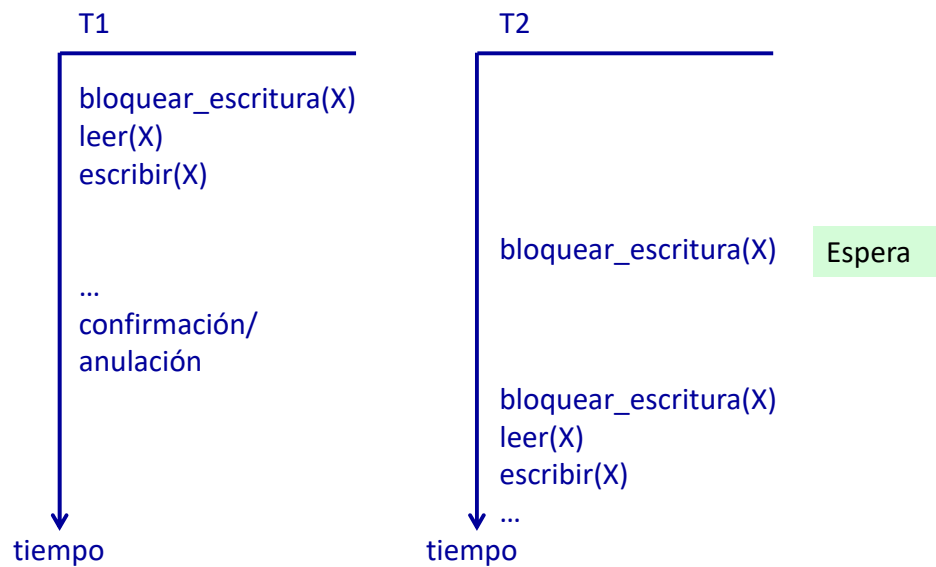 T1
bloquear_escritura(X)
leer(X)
escribir(X)
...
confirmación/
anulación
tiempo
T2
bloquear_escritura(X)
Espera
bloquear_escritura(X)
leer(X)
escribir(X)
...
tiempo